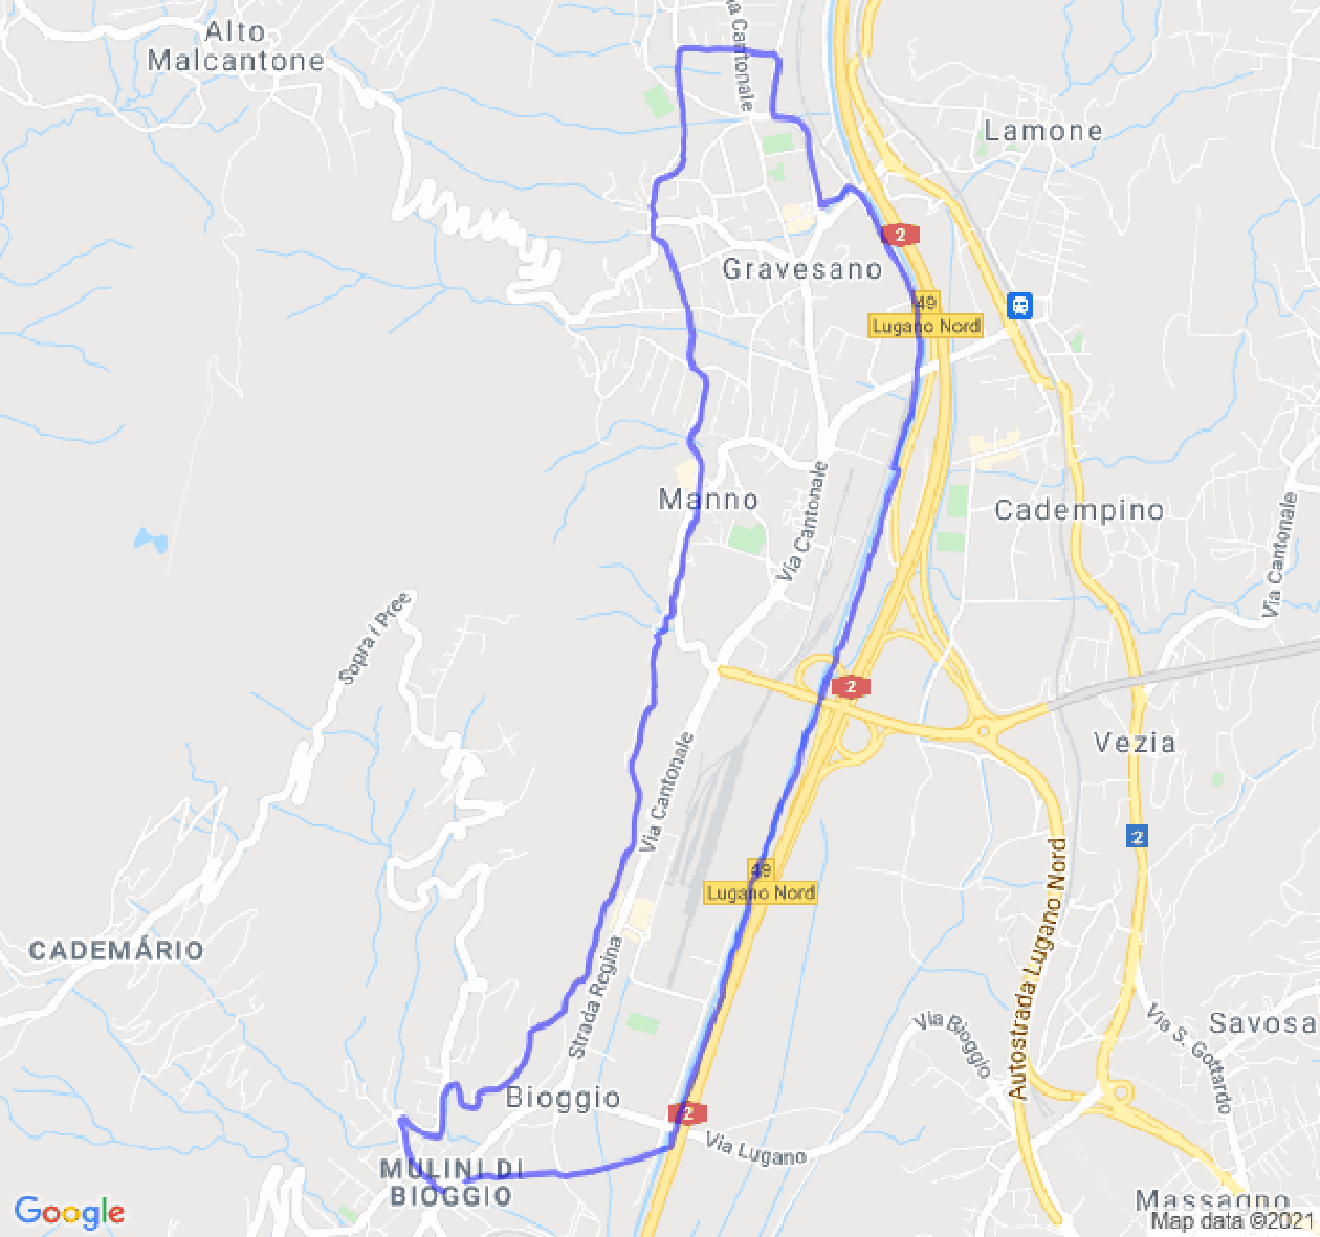 Alto
Malcantone
a Cantonale
Lamone
2
Gravesano
49
Lugano Nord
Manno
Via Cantonale
Cadempino
Via Cantonale
Sopra i Pree
2
Vezia
Via Cantonale
2
49
Lugano Nord
Autostrada Lugano Nord
CADEMÁRIO
Strada Regina
Via Bioggio
Via S. Gottardo
Savosa
Bioggio
2
Via Lugano
MULINI DI
BIOGGIO
Massagno
Google
Map data ©2021